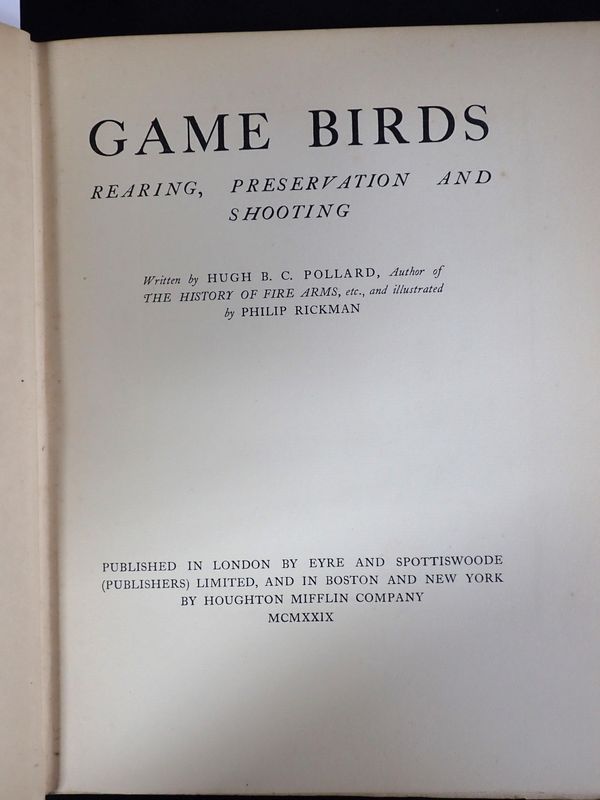 GAME BIRDS
REARING, PRESERVATION AND
SHOOTING
Written by HUGH B. C. POLLARD, Author of
THE HISTORY OF FIRE ARMS, etc., and illustrated
by PHILIP RICKMAN
PUBLISHED IN LONDON BY EYRE AND SPOTTISWOODE
(PUBLISHERS) LIMITED, AND IN BOSTON AND NEW YORK
BY HOUGHTON MIFFLIN COMPANY
MCMXXIX